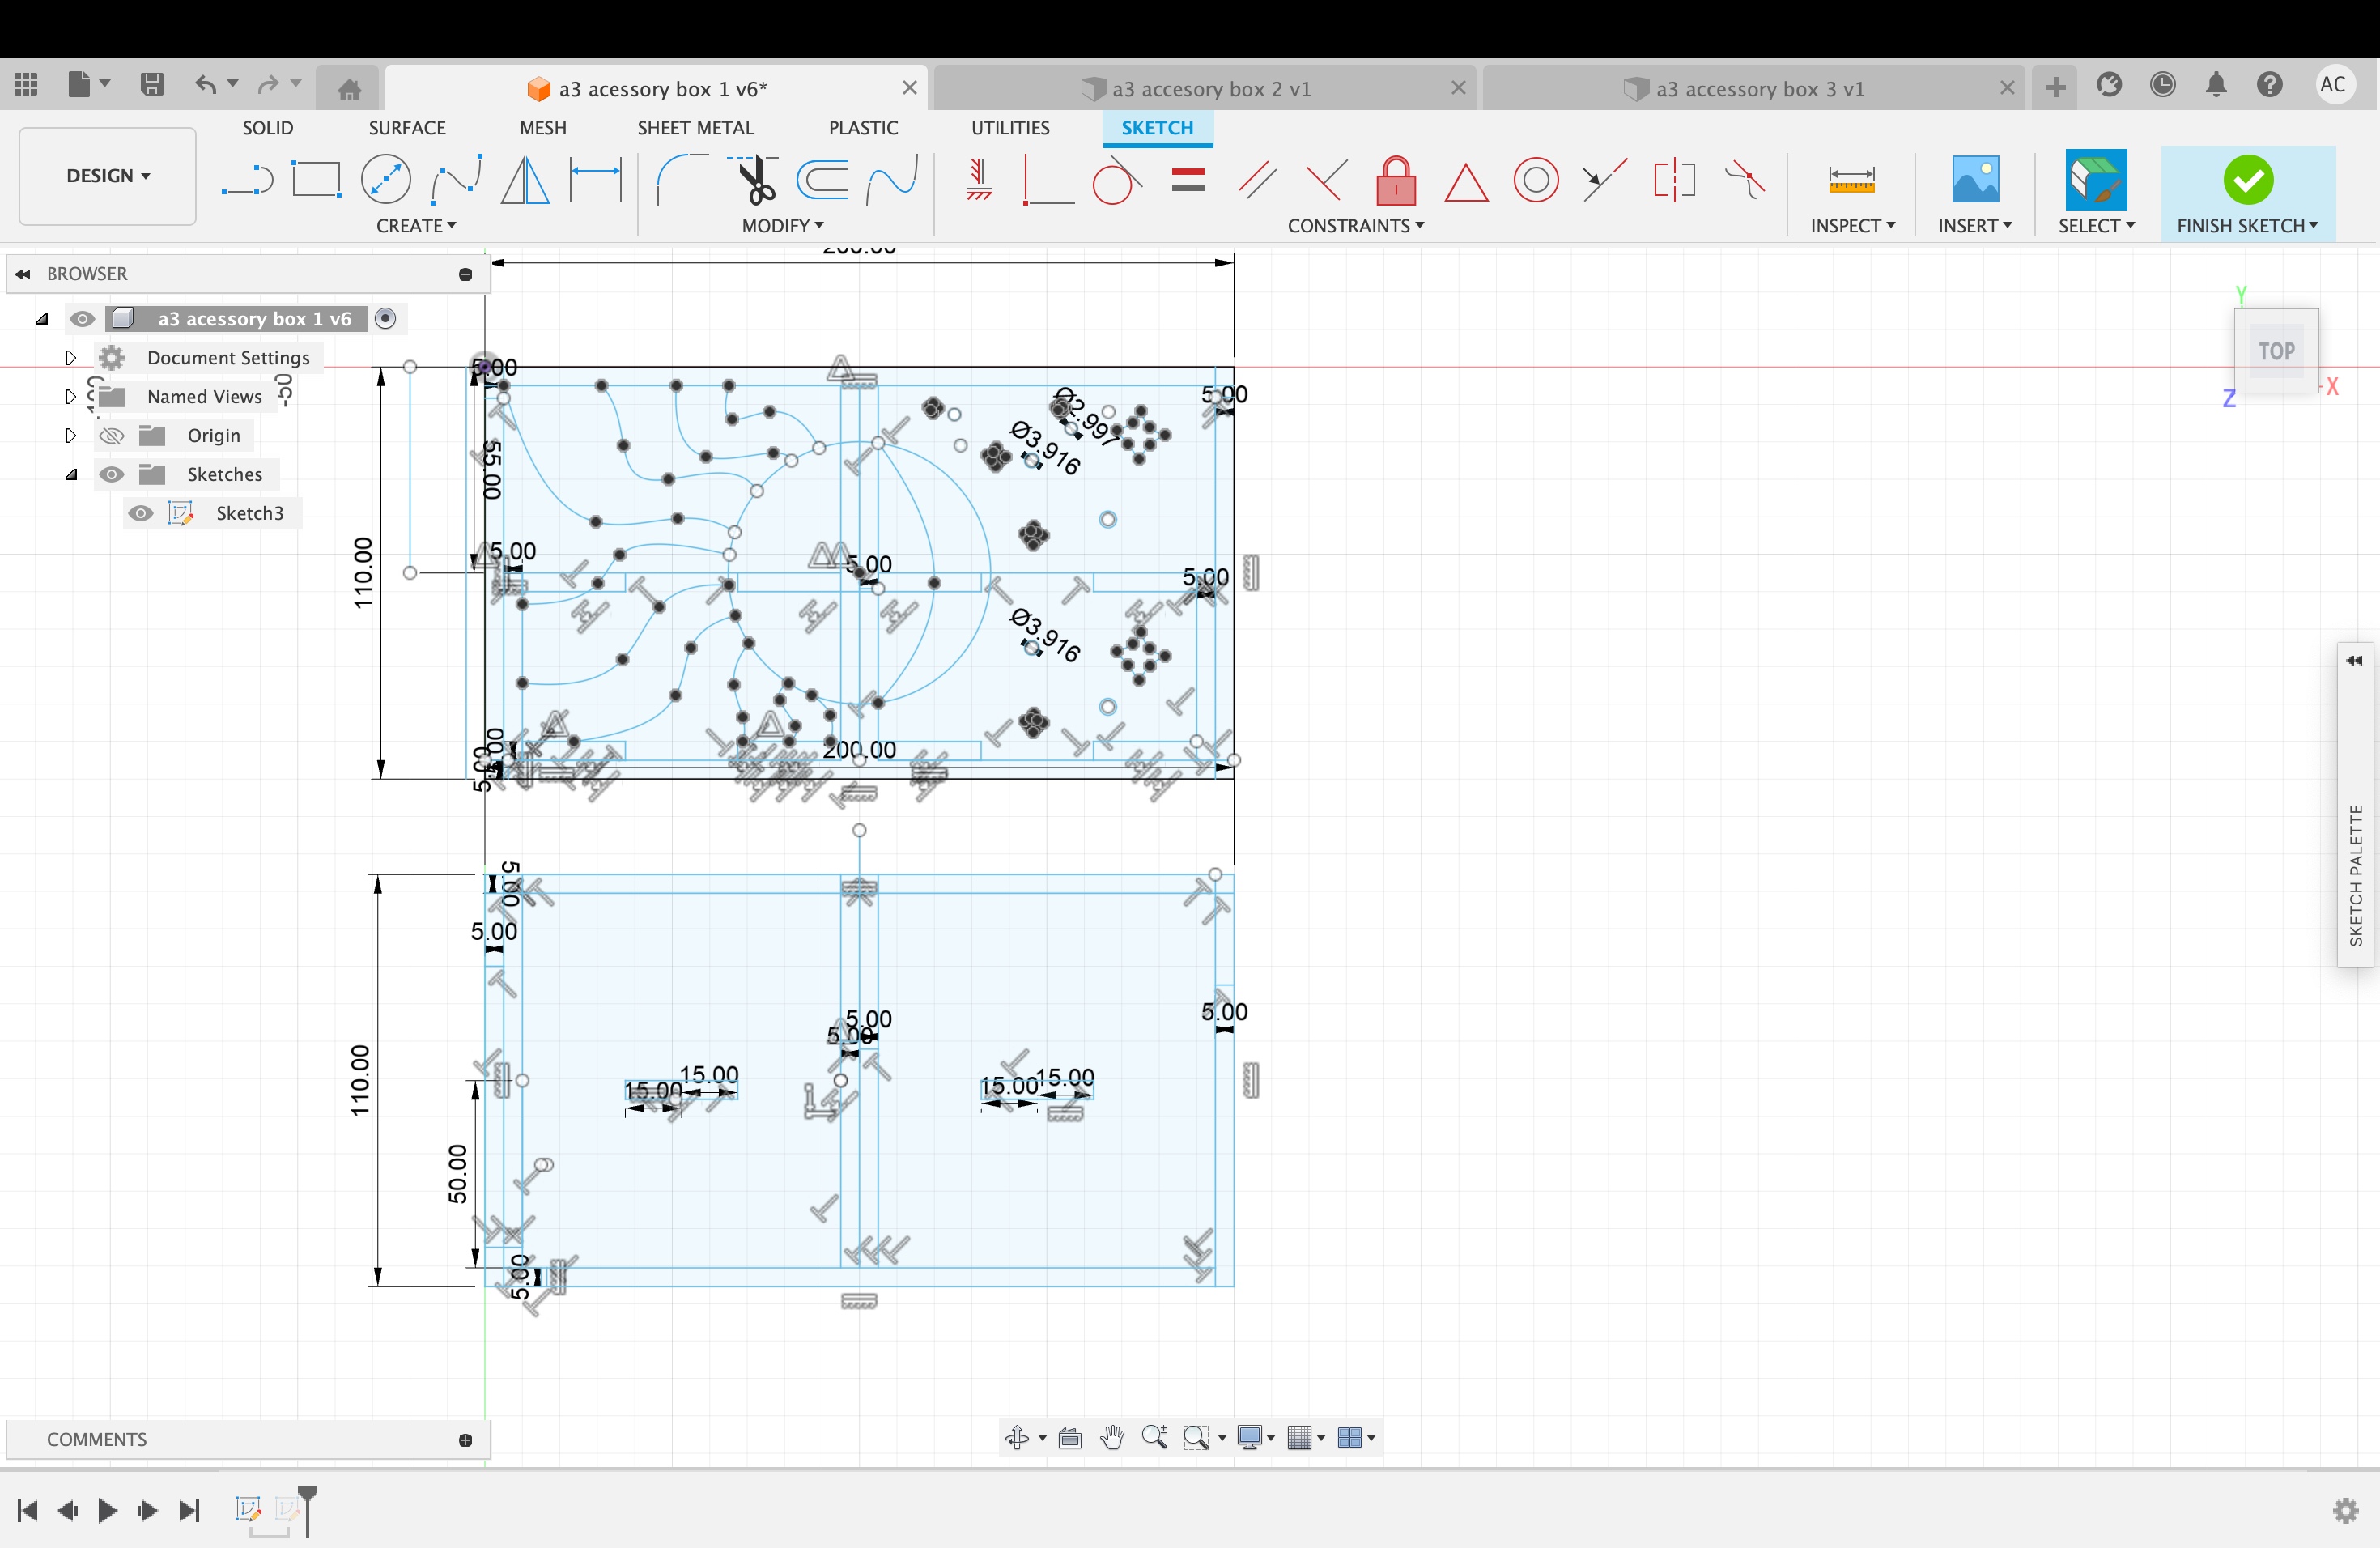 a3 acessory box 1 v6*
a3 accesory box 2 v1
a3 accessory box 3 v1
AC
DESIGN
SOLID
SURFACE
MESH
SHEET METAL
PLASTIC
UTILITIES
SKETCH
CREATE
MODIFY
CONSTRAINTS
INSPECT
INSERT
SELECT
FINISH SKETCH
BROWSER
a3 acessory box 1 v6
Document Settings
Named Views
Origin
Sketches
Sketch3
-50
200.00
Y
TOP
X
Z
5.00
5.00
Ø2.997
Ø3.916
55.00
110.00
5.00
5.00
5.00
Ø3.916
200.00
5.00
5.00
5.00
110.00
50.00
5.00
5.00
5.00
15.00
15.00
15.00
15.00
5.00
5.00
SKETCH PALETTE
COMMENTS